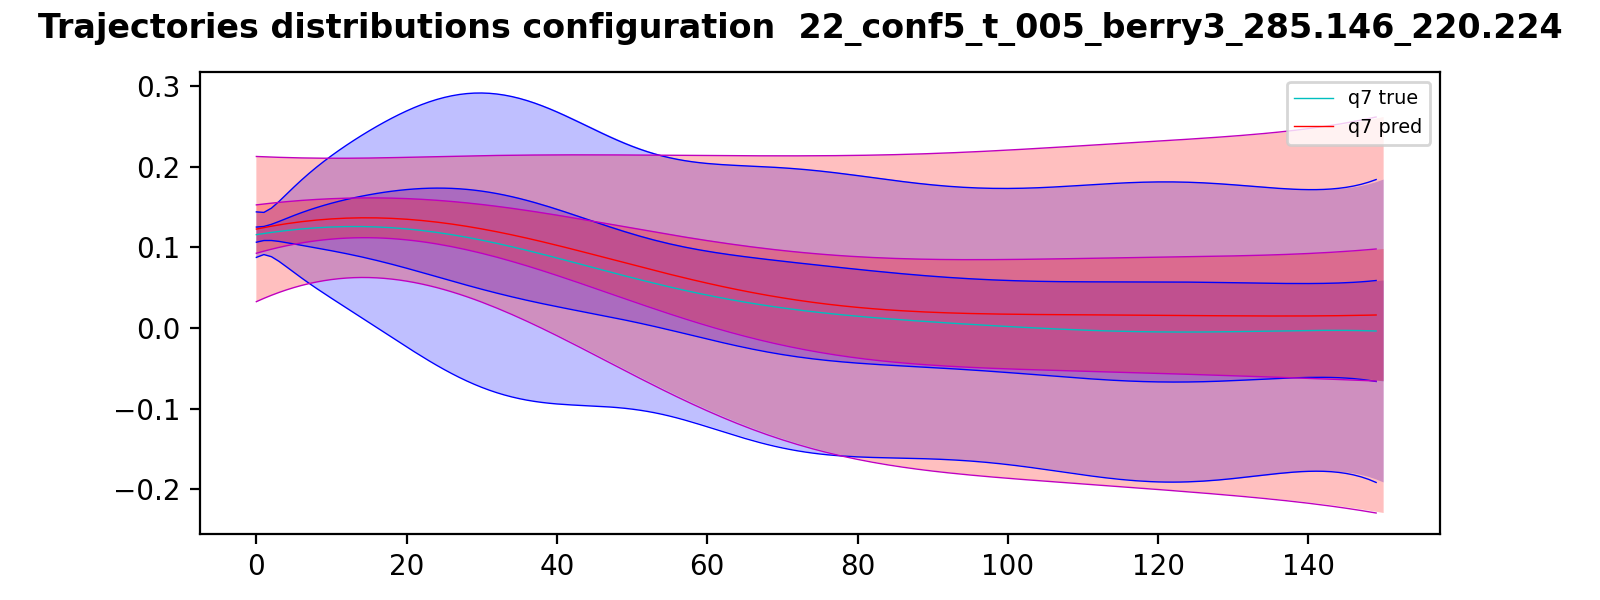 Trajectories distributions configuration  22_conf5_t_005_berry3_285.146_220.224
0.3
0.2
0.1
0.0
−0.1
−0.2
q7 true
q7 pred
0 20 40 60 80 100 120 140